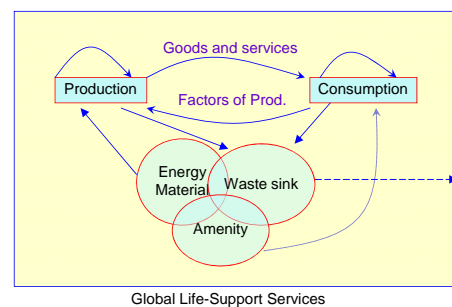 Goods and services
Production
Consumption
Factors of Prod.
Energy
Material
Waste sink
Amenity
Global Life-Support Services